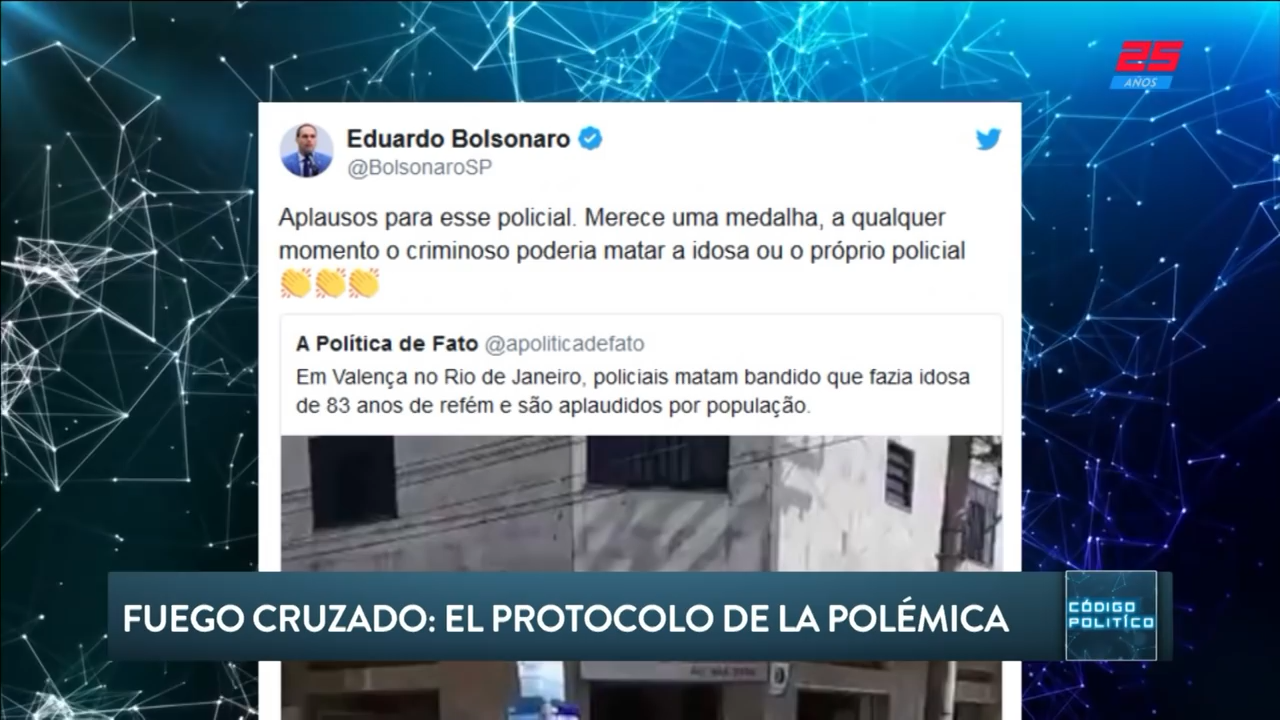 25
AÑOS
Eduardo Bolsonaro
@BolsonaroSP
Aplausos para esse policial. Merece uma medalha, a qualquer
momento o criminoso poderia matar a idosa ou o próprio policial
👏👏👏
A Política de Fato @apoliticadefato
Em Valença no Rio de Janeiro, policiais matam bandido que fazia idosa
de 83 anos de refém e são aplaudidos por população.
FUEGO CRUZADO: EL PROTOCOLO DE LA POLÉMICA
CÓDIGO
POLÍTICO